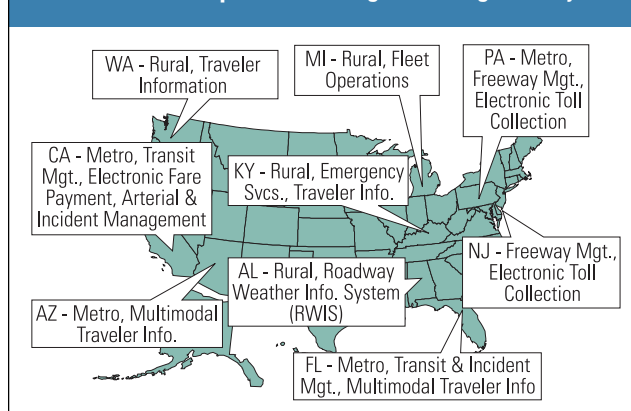 WA - Rural, Traveler
Information
MI - Rural, Fleet
Operations
PA - Metro,
Freeway Mgt.,
Electronic Toll
Collection
CA - Metro, Transit
Mgt., Electronic Fare
Payment, Arterial &
Incident Management
KY - Rural, Emergency
Svcs., Traveler Info.
NJ - Freeway Mgt.,
Electronic Toll
Collection
AL - Rural, Roadway
Weather Info. System
(RWIS)
AZ - Metro, Multimodal
Traveler Info.
FL - Metro, Transit & Incident
Mgt., Multimodal Traveler Info